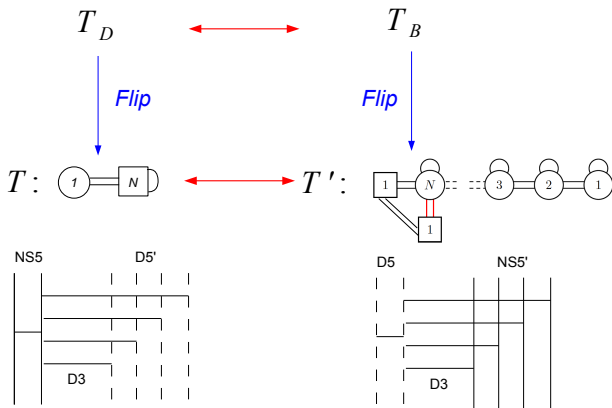 T_D T_B
Flip Flip
T : 1 N T ' : 1 N 3 2 1
1
NS5 D5' D5 NS5'
D3 D3